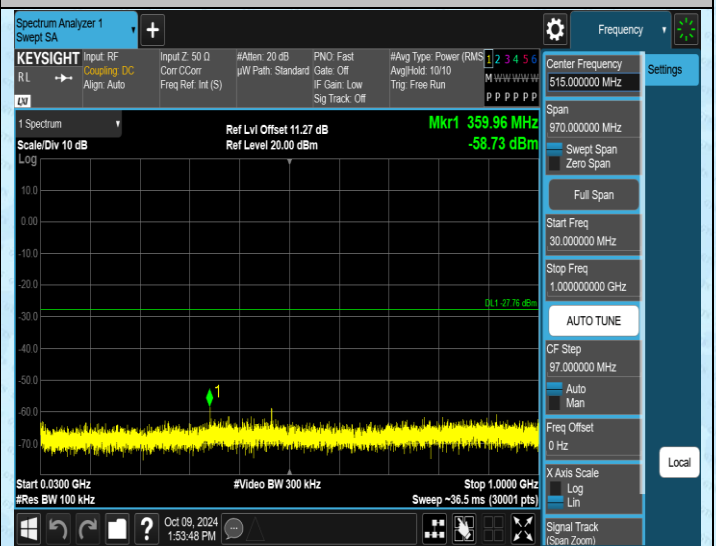 Spectrum Analyzer 1
Swept SA
+
Frequency
KEYSIGHT
RL
LXI
Input: RF
Coupling: DC
Align: Auto
Input Z: 50 Ω
Corr CCorr
Freq Ref: Int (S)
#Atten: 20 dB
µW Path: Standard
PNO: Fast
Gate: Off
IF Gain: Low
Sig Track: Off
#Avg Type: Power (RMS
Avg|Hold: 10/10
Trig: Free Run
1 2 3 4 5 6
M W W W W W
P P P P P P
Center Frequency
515.000000 MHz
Settings
1 Spectrum
Scale/Div 10 dB
Ref Lvl Offset 11.27 dB
Ref Level 20.00 dBm
Mkr1 359.96 MHz
-58.73 dBm
Log
10.0
0.00
-10.0
-20.0
-30.0
-40.0
-50.0
-60.0
-70.0
DL1 -27.76 dBm
1
Start 0.0300 GHz
#Res BW 100 kHz
#Video BW 300 kHz
Stop 1.0000 GHz
Sweep ~36.5 ms (30001 pts)
Span
970.000000 MHz
Swept Span
Zero Span
Full Span
Start Freq
30.000000 MHz
Stop Freq
1.000000000 GHz
AUTO TUNE
CF Step
97.000000 MHz
Auto
Man
Freq Offset
0 Hz
X Axis Scale
Log
Lin
Signal Track
(Span Zoom)
Local
?
Oct 09, 2024
1:53:48 PM